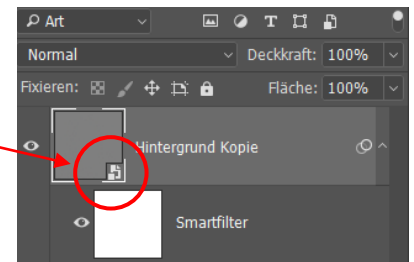 Art
Normal Deckkraft: 100%
Fixieren: Fläche: 100%
Hintergrund Kopie
Smartfilter